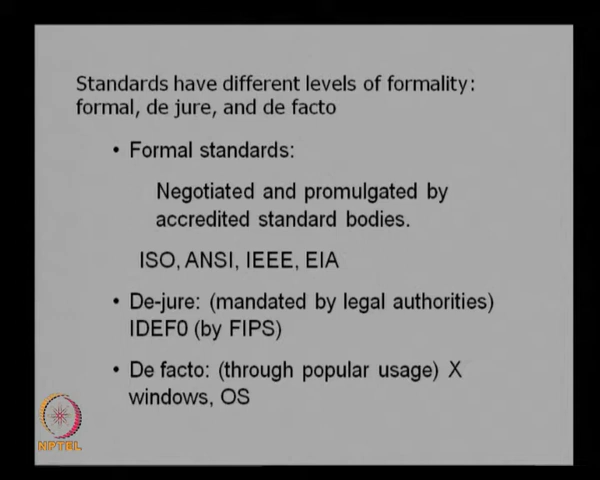 Standards have different levels of formality:
formal, de jure, and de facto
• Formal standards:
Negotiated and promulgated by
accredited standard bodies.
ISO, ANSI, IEEE, EIA
• De-jure: (mandated by legal authorities)
IDEF0 (by FIPS)
• De facto: (through popular usage) X
windows, OS
NPTEL